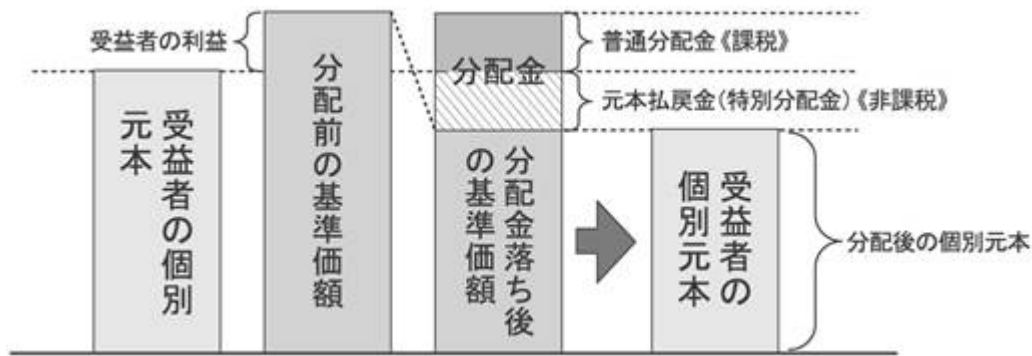 受益者の利益
受益者の個別
元本
分配前の基準価額
分配金
分配金落ち後
の基準価額
普通分配金《課税》
元本払戻金(特別分配金)《非課税》
受益者の
個別元本
分配後の個別元本